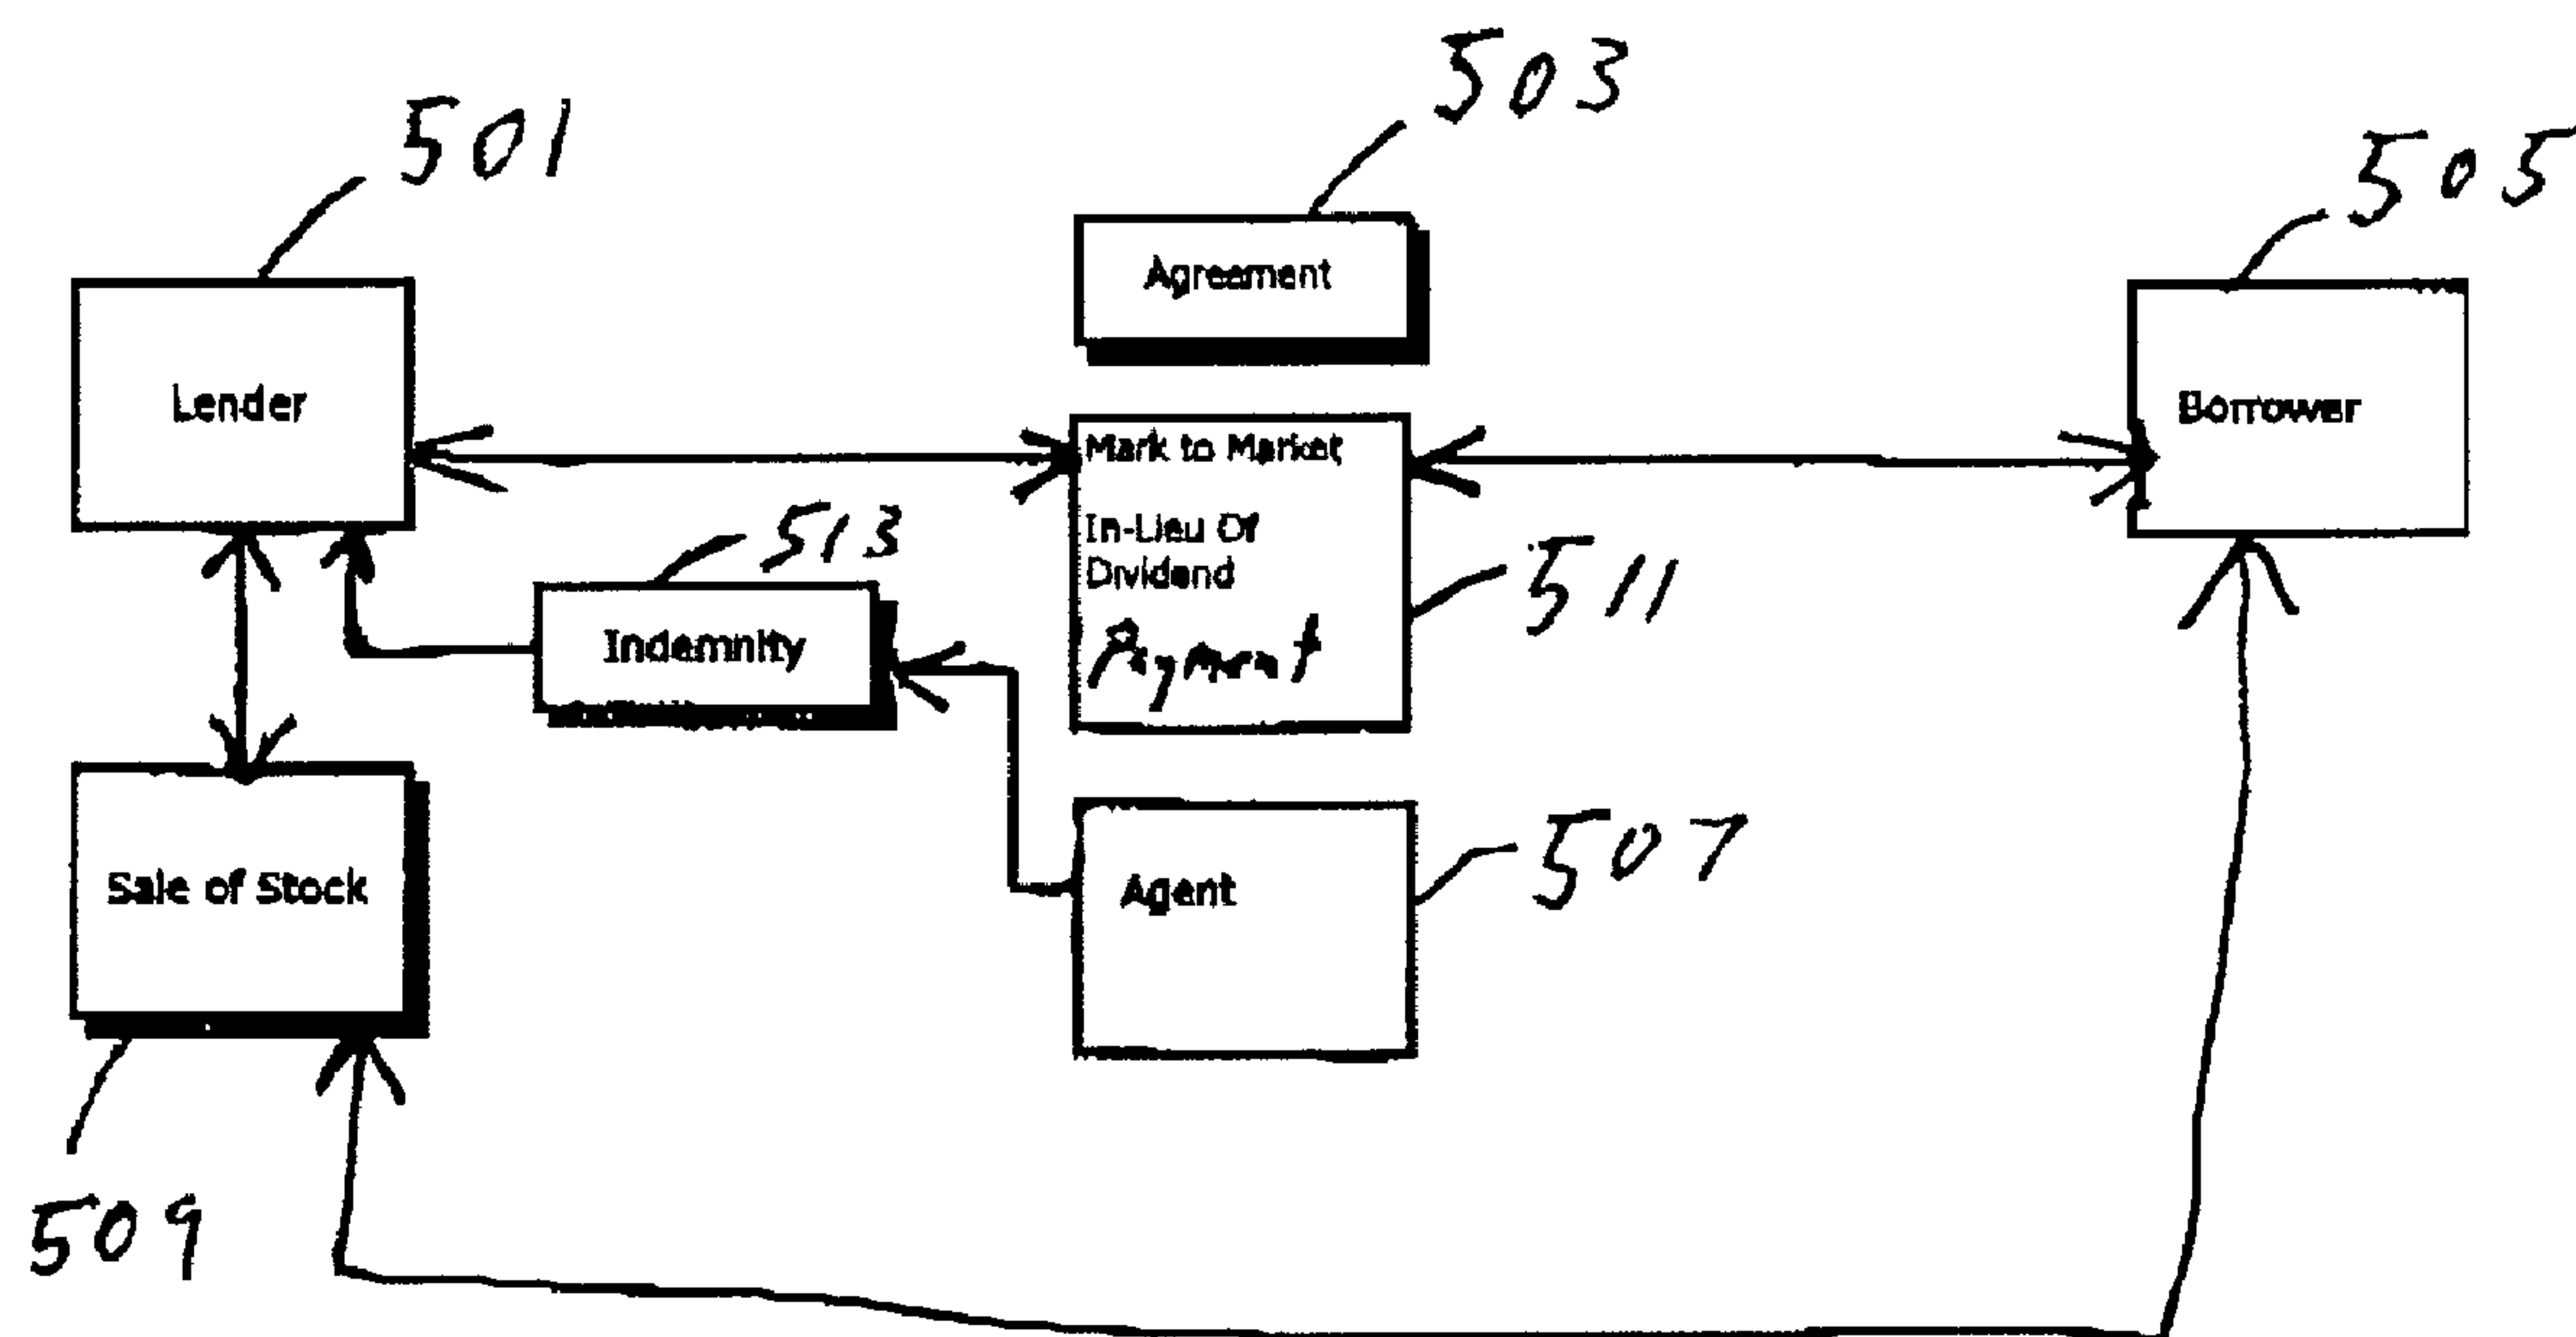 503
501
505
Agreement
Lender
Borrower
Mark to Market
In-Lieu Of
Dividend
Payment
513
511
Indemnity
507
Sale of Stock
Agent
509